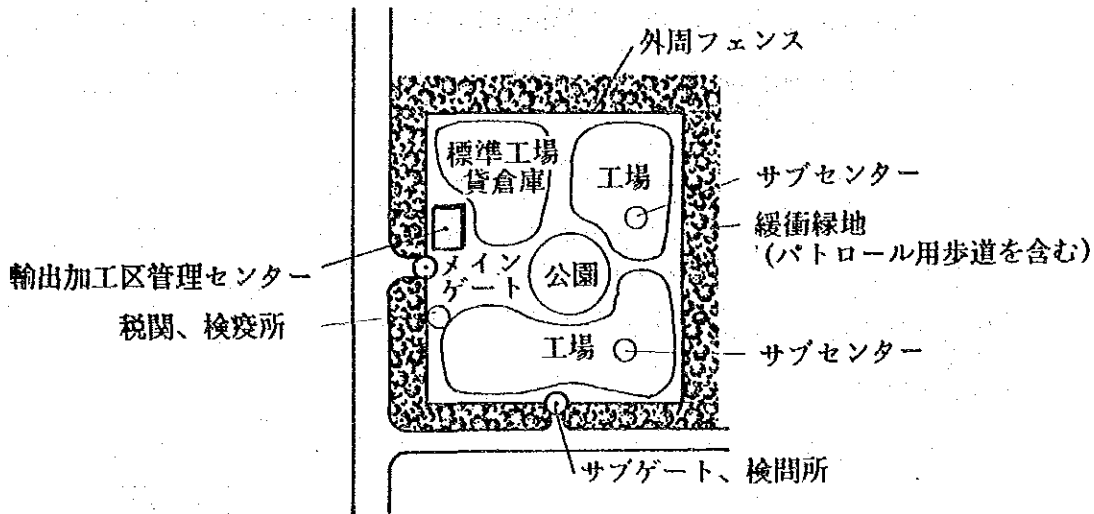 外周フェンス
標準工場
貸倉庫
工場
サブセンター
緩衝緑地
(パトロール用歩道を含む)
輸出加工区管理センター
メイン
ゲート
公園
税関、検疫所
工場
サブセンター
サブゲート、検問所